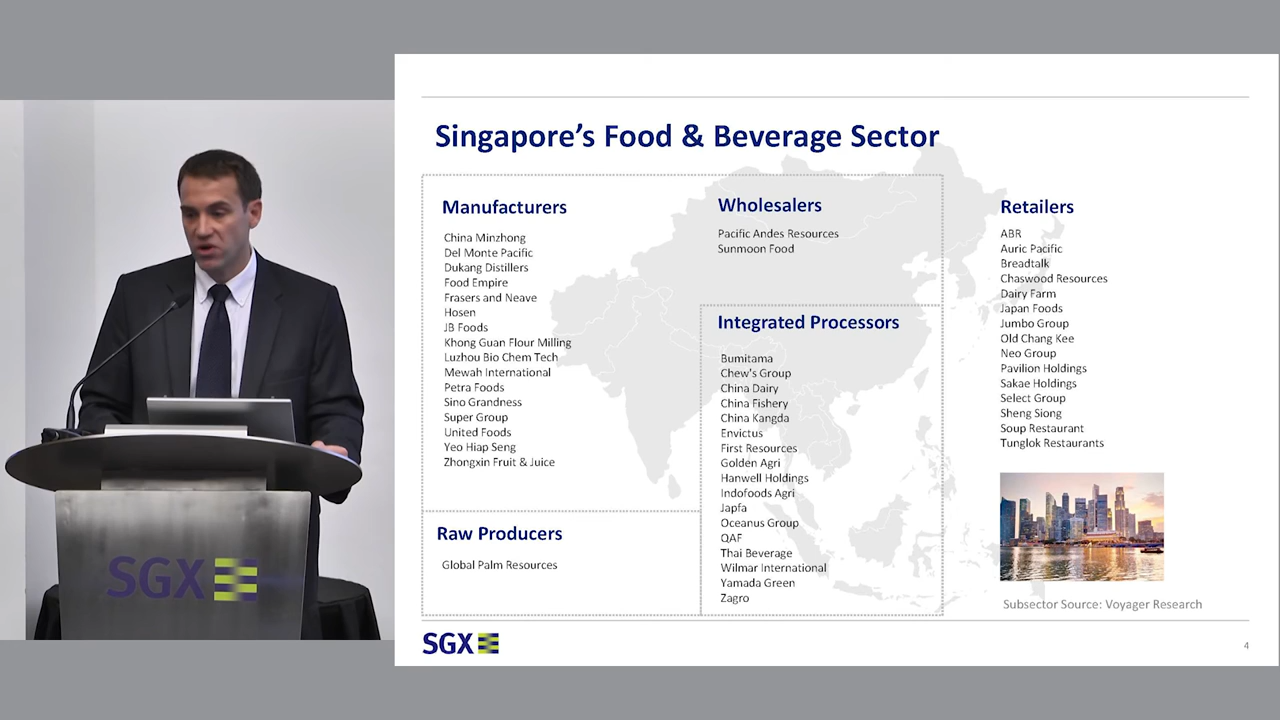 SGX
Singapore's Food & Beverage Sector
Manufacturers
China Minzhong
Del Monte Pacific
Dukang Distillers
Food Empire
Frasers and Neave
Hosen
JB Foods
Khong Guan Flour Milling
Luzhou Bio Chem Tech
Mewah International
Petra Foods
Sino Grandness
Super Group
United Foods
Yeo Hiap Seng
Zhongxin Fruit & Juice
Raw Producers
Global Palm Resources
Wholesalers
Pacific Andes Resources
Sunmoon Food
Integrated Processors
Bumitama
Chew's Group
China Dairy
China Fishery
China Kangda
Envictus
First Resources
Golden Agri
Hanwell Holdings
Indofoods Agri
Japfa
Oceanus Group
QAF
Thai Beverage
Wilmar International
Yamada Green
Zagro
Retailers
ABR
Auric Pacific
Breadtalk
Chaswood Resources
Dairy Farm
Japan Foods
Jumbo Group
Old Chang Kee
Neo Group
Pavilion Holdings
Sakae Holdings
Select Group
Sheng Siong
Soup Restaurant
Tunglok Restaurants
Subsector Source: Voyager Research
SGX
4